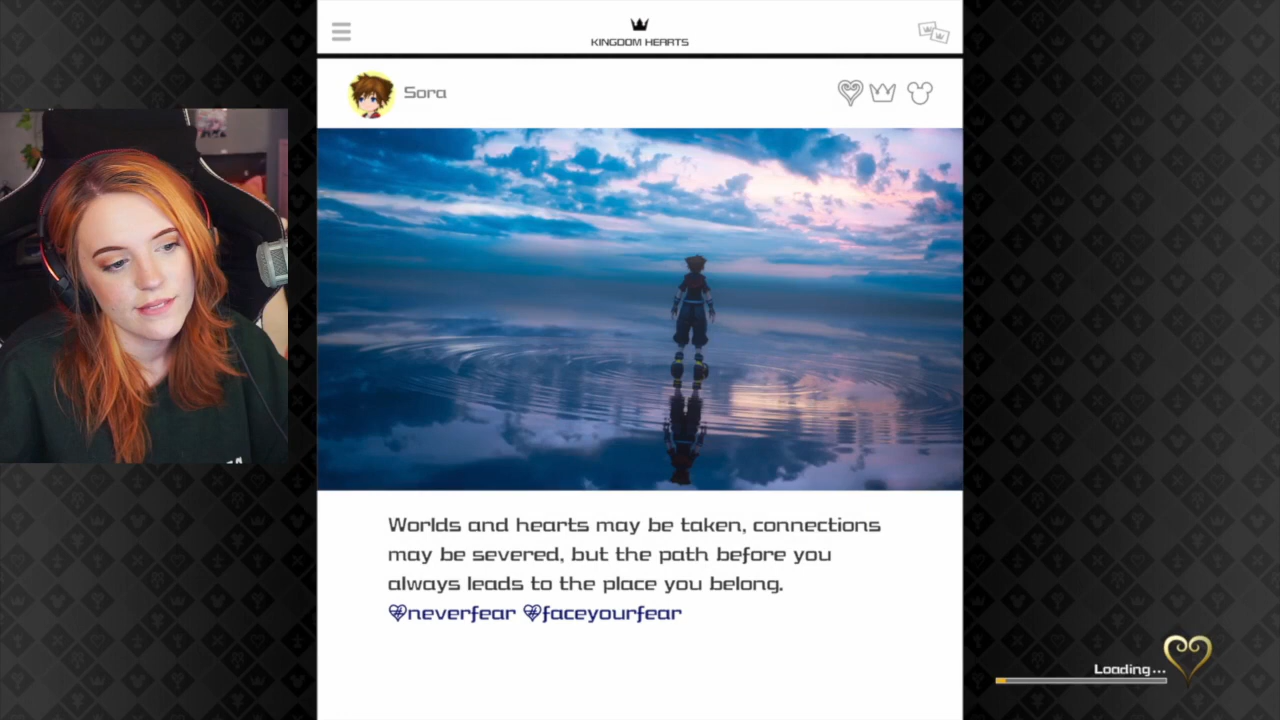 KINGDOM HEARTS
Sora
Worlds and hearts may be taken, connections
may be severed, but the path before you
always leads to the place you belong.
#neverfear #faceyourfear
Loading...